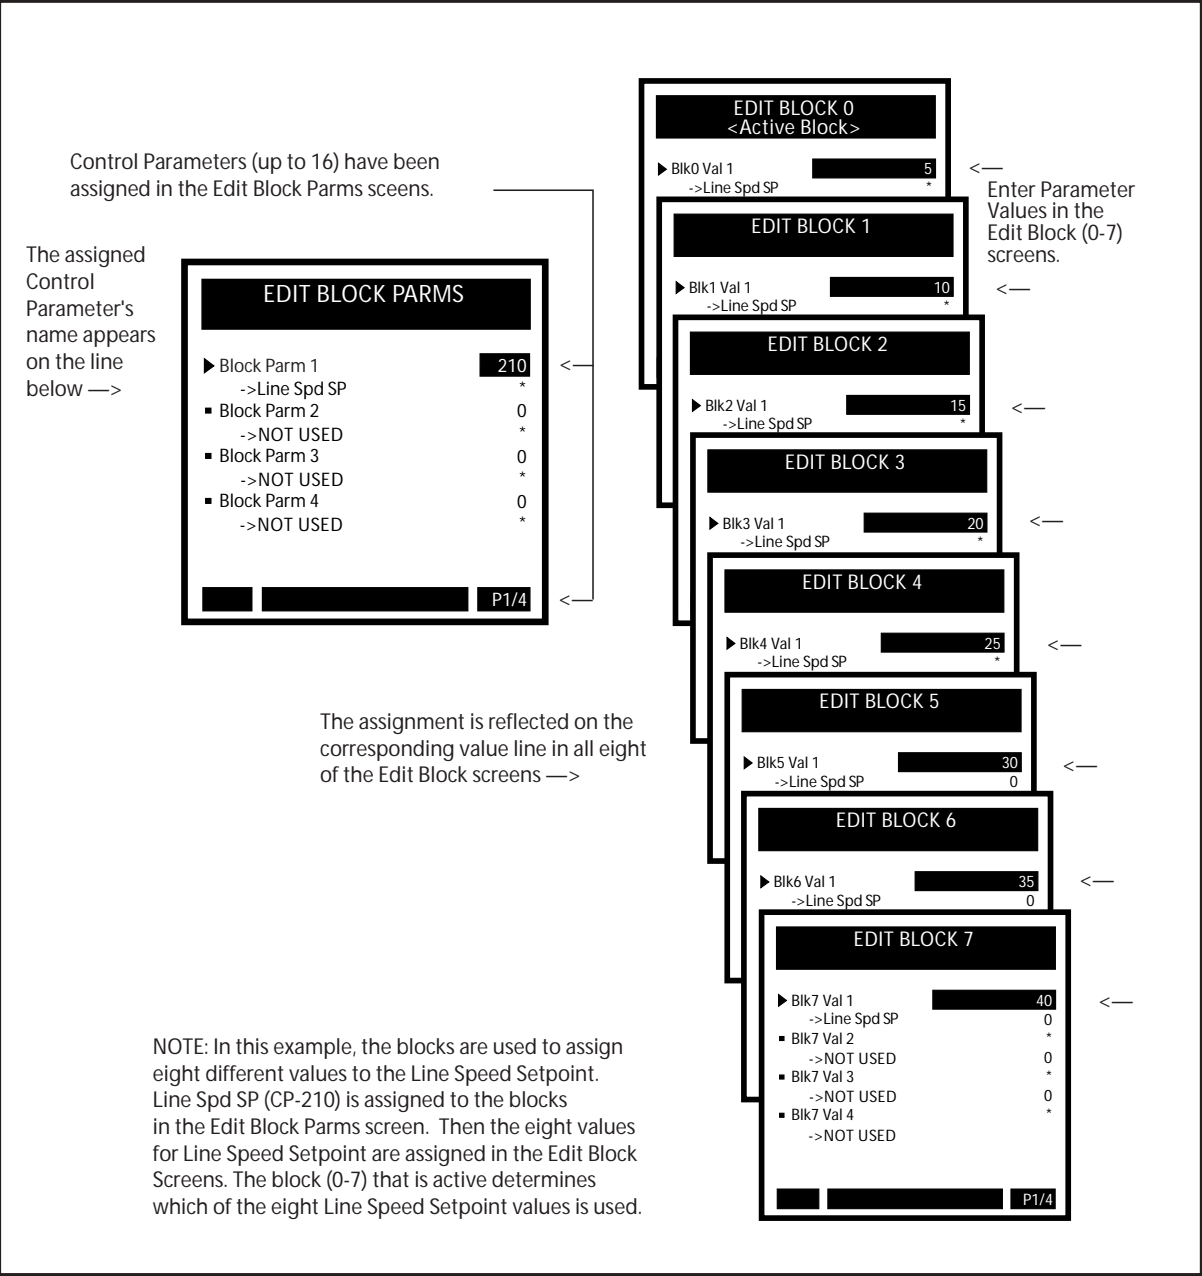 Control Parameters (up to 16) have been
assigned in the Edit Block Parms sceens.
The assigned
Control
Parameter's
name appears
on the line
below —>
EDIT BLOCK PARMS
Block Parm 1 210
->Line Spd SP *
Block Parm 2 0
->NOT USED *
Block Parm 3 0
->NOT USED *
Block Parm 4 0
->NOT USED *
P1/4
<—
<—
The assignment is reflected on the
corresponding value line in all eight
of the Edit Block screens —>
EDIT BLOCK 0
<Active Block>
Blk0 Val 1 5
->Line Spd SP *
<—
Enter Parameter
Values in the
Edit Block (0-7)
screens.
EDIT BLOCK 1
Blk1 Val 1 10
->Line Spd SP *
<—
EDIT BLOCK 2
Blk2 Val 1 15
->Line Spd SP *
<—
EDIT BLOCK 3
Blk3 Val 1 20
->Line Spd SP *
<—
EDIT BLOCK 4
Blk4 Val 1 25
->Line Spd SP *
<—
EDIT BLOCK 5
Blk5 Val 1 30
->Line Spd SP 0
<—
EDIT BLOCK 6
Blk6 Val 1 35
->Line Spd SP 0
<—
EDIT BLOCK 7
Blk7 Val 1 40
->Line Spd SP 0
Blk7 Val 2 *
->NOT USED 0
Blk7 Val 3 *
->NOT USED 0
Blk7 Val 4 *
->NOT USED
P1/4
<—
NOTE: In this example, the blocks are used to assign
eight different values to the Line Speed Setpoint.
Line Spd SP (CP-210) is assigned to the blocks
in the Edit Block Parms screen. Then the eight values
for Line Speed Setpoint are assigned in the Edit Block
Screens. The block (0-7) that is active determines
which of the eight Line Speed Setpoint values is used.